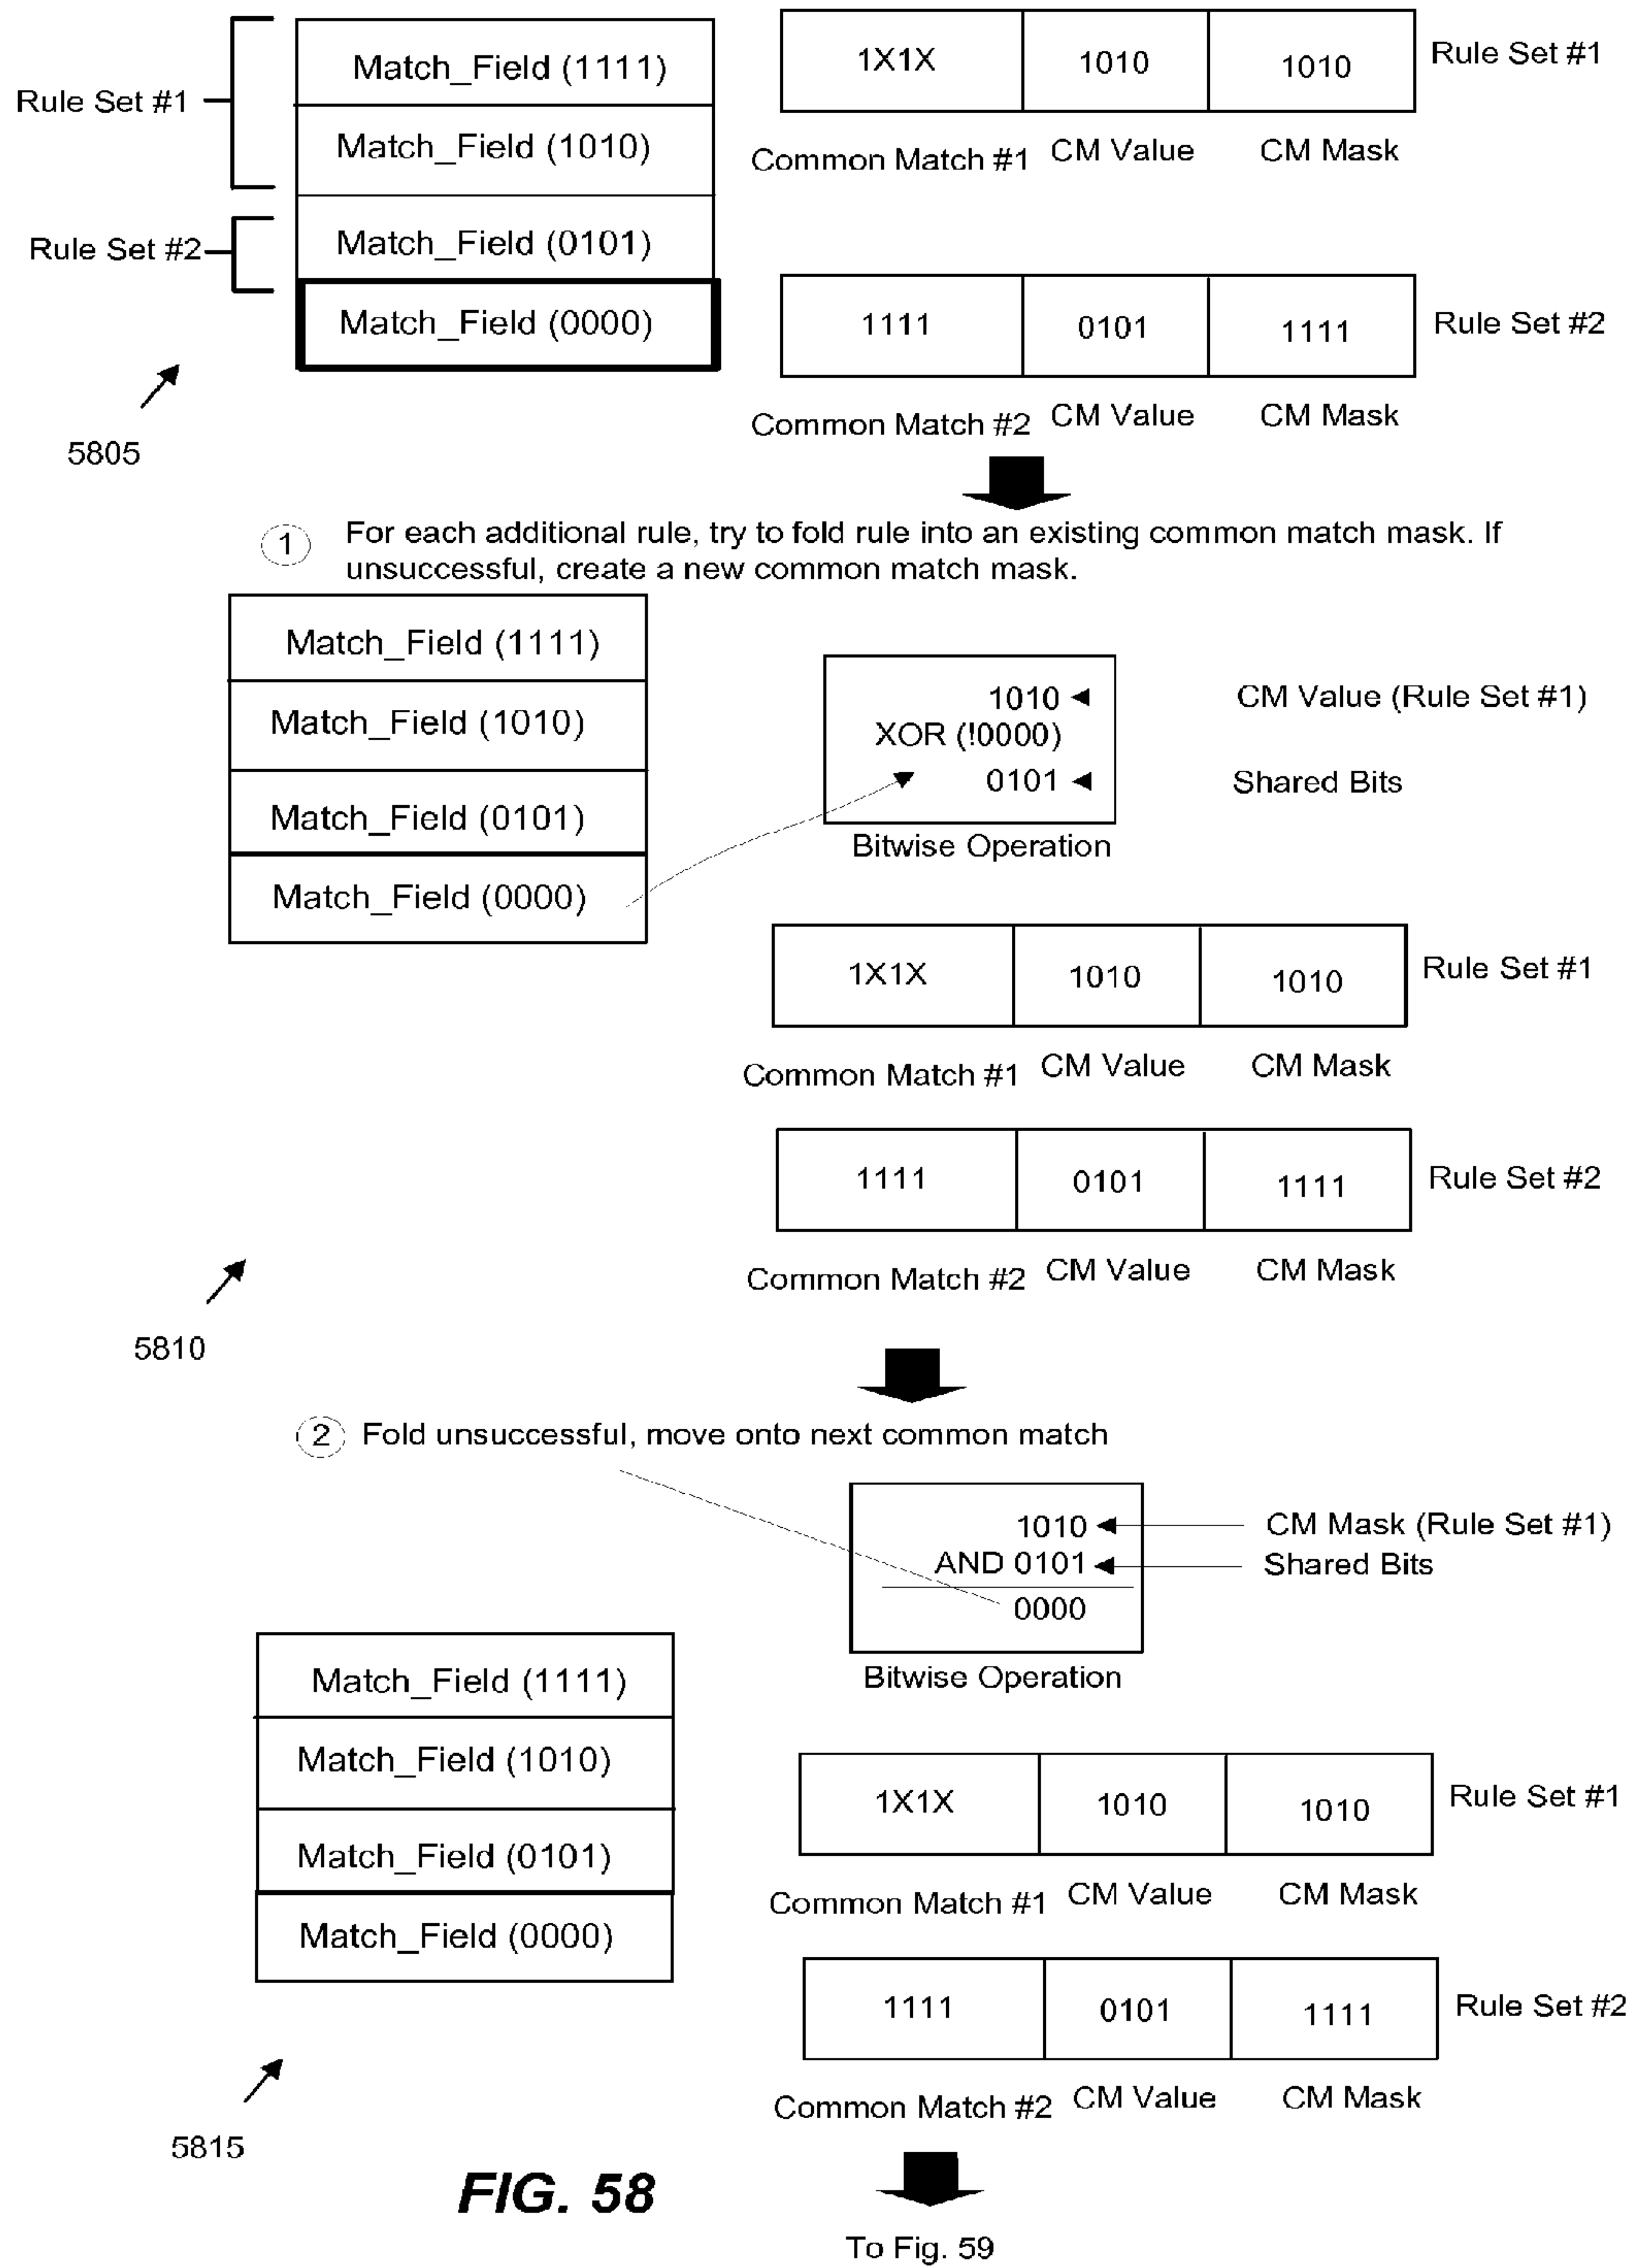 Rule Set #1
Match_Field (1111)
Match_Field (1010)
Rule Set #2
Match_Field (0101)
Match_Field (0000)
5805
1X1X 1010 1010 Rule Set #1
Common Match #1 CM Value CM Mask
1111 0101 1111 Rule Set #2
Common Match #2 CM Value CM Mask
1 For each additional rule, try to fold rule into an existing common match mask. If
unsuccessful, create a new common match mask.
Match_Field (1111)
Match_Field (1010)
Match_Field (0101)
Match_Field (0000)
1010 CM Value (Rule Set #1)
XOR (!0000)
0101 Shared Bits
Bitwise Operation
1X1X 1010 1010 Rule Set #1
Common Match #1 CM Value CM Mask
1111 0101 1111 Rule Set #2
Common Match #2 CM Value CM Mask
5810
2 Fold unsuccessful, move onto next common match
1010 CM Mask (Rule Set #1)
AND 0101 Shared Bits
0000
Bitwise Operation
Match_Field (1111)
Match_Field (1010)
Match_Field (0101)
Match_Field (0000)
1X1X 1010 1010 Rule Set #1
Common Match #1 CM Value CM Mask
1111 0101 1111 Rule Set #2
Common Match #2 CM Value CM Mask
5815
FIG. 58
To Fig. 59